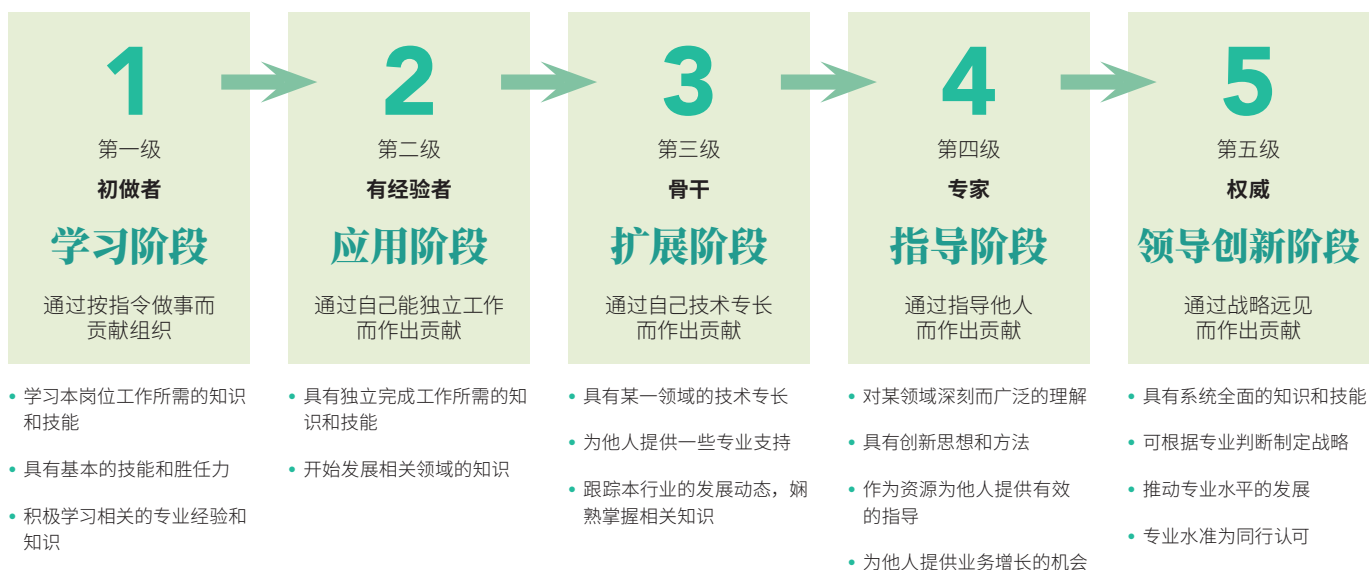 1
第一级
初做者
学习阶段
通过按指令做事而
贡献组织
• 学习本岗位工作所需的知识
和技能
• 具有基本的技能和胜任力
• 积极学习相关的专业经验和
知识
2
第二级
有经验者
应用阶段
通过自己能独立工作
而作出贡献
• 具有独立完成工作所需的知
识和技能
• 开始发展相关领域的知识
3
第三级
骨干
扩展阶段
通过自己技术专长
而作出贡献
• 具有某一领域的技术专长
• 为他人提供一些专业支持
• 跟踪本行业的发展动态，娴
熟掌握相关知识
4
第四级
专家
指导阶段
通过指导他人
而作出贡献
• 对某领域深刻而广泛的理解
• 具有创新思想和方法
• 作为资源为他人提供有效
的指导
• 为他人提供业务增长的机会
5
第五级
权威
领导创新阶段
通过战略远见
而作出贡献
• 具有系统全面的知识和技能
• 可根据专业判断制定战略
• 推动专业水平的发展
• 专业水准为同行认可